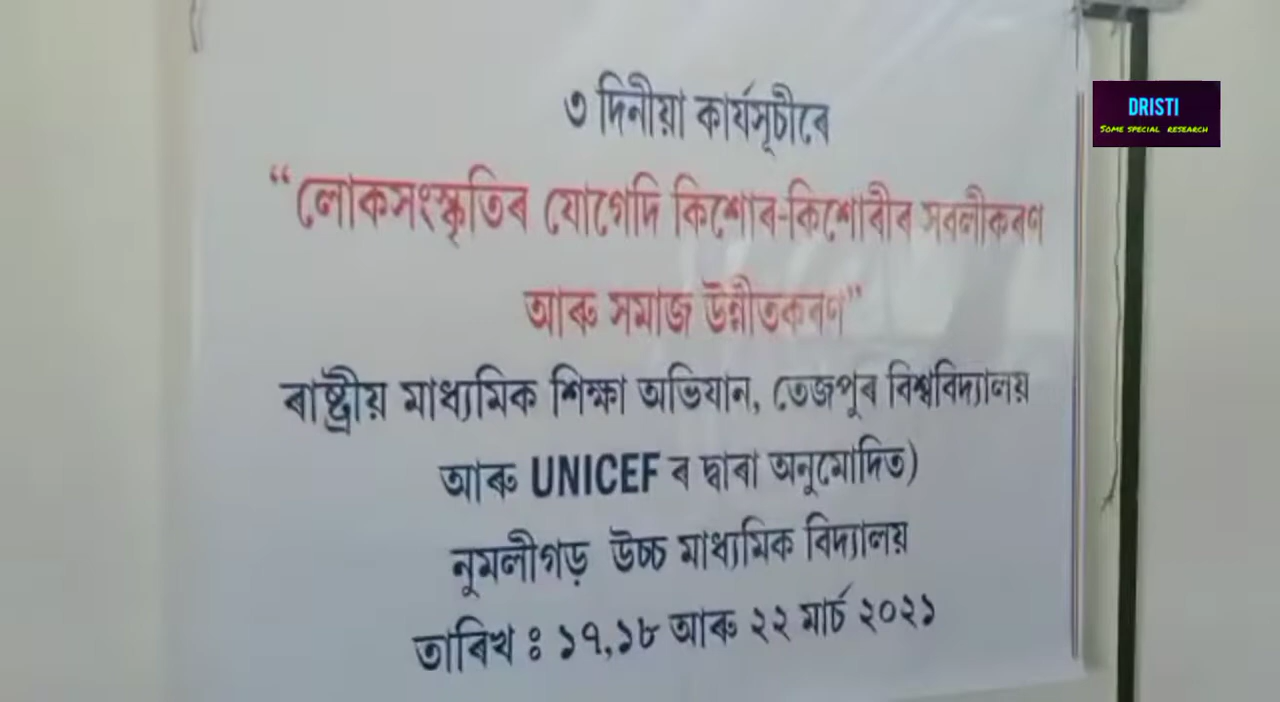 ৩ দিনীয়া কাৰ্যসূচীৰে
“লোকসংস্কৃতিৰ যোগেদি কিশোৰ-কিশোৰীৰ সবলীকৰণ
আৰু সমাজ উন্নীতকৰণ”
ৰাষ্ট্ৰীয় মাধ্যমিক শিক্ষা অভিযান, তেজপুৰ বিশ্ববিদ্যালয়
আৰু UNICEF ৰ দ্বাৰা অনুমোদিত)
নুমলীগড় উচ্চ মাধ্যমিক বিদ্যালয়
তাৰিখ ঃ ১৭,১৮ আৰু ২২ মাৰ্চ ২০২১
DRISTI
SOME SPECIAL RESEARCH